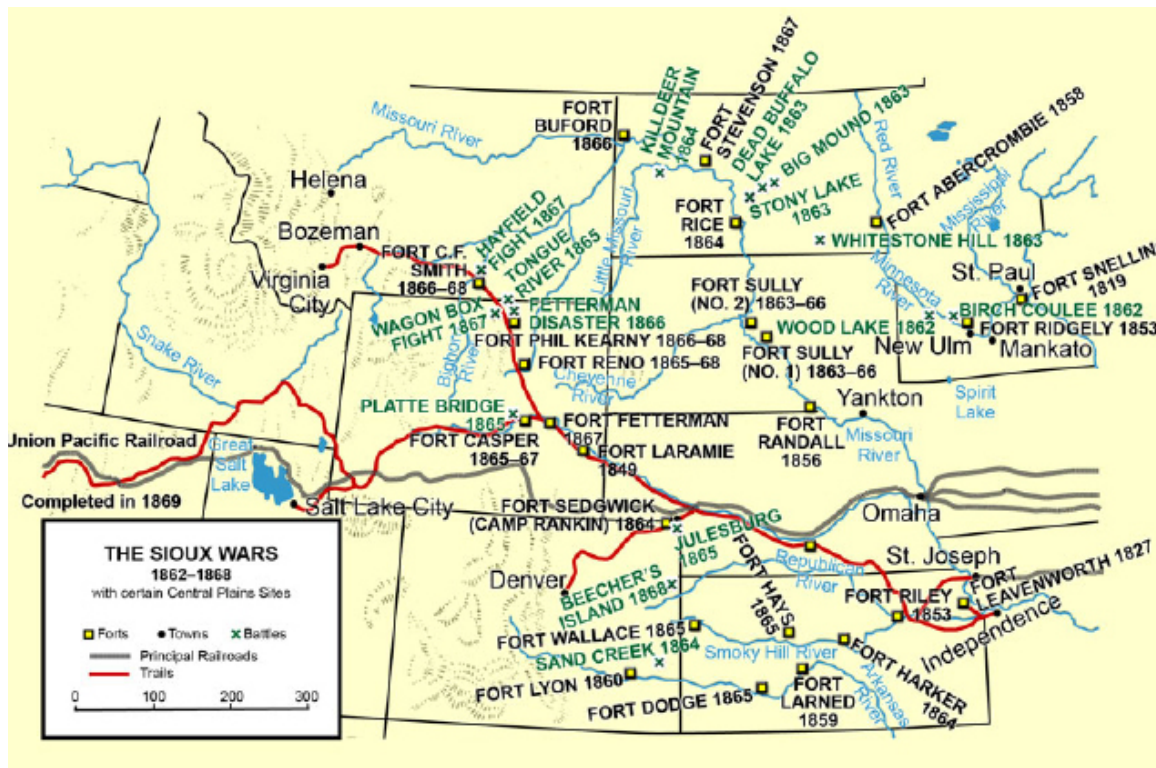 FORT
BUFORD
1866
KILLDEER
MOUNTAIN
1864
FORT
STEVENSON 1867
DEAD BUFFALO
LAKE 1863
BIG MOUND 1863
STONY LAKE
1863
Red River
FORT ABERCROMBIE 1858
Mississippi
River
Missouri River
Helena
Bozeman
Virginia
City
FORT C.F.
SMITH
1866–68
HAYFIELD
FIGHT 1867
TONGUE
RIVER 1865
Little Missouri
River
FORT
RICE
1864
WHITESTONE HILL 1863
St. Paul
FORT SNELLIN
1819
Minnesota
River
BIRCH COULEE 1862
FORT RIDGELY 1853
New Ulm
Mankato
WAGON BOX
FIGHT 1867
FETTERMAN
DISASTER 1866
FORT PHIL KEARNY 1866–68
FORT RENO 1865–68
Bighorn
River
Cheyenne
River
FORT SULLY
(NO. 2) 1863–66
WOOD LAKE 1862
FORT SULLY
(NO. 1) 1863–66
Spirit
Lake
Snake River
PLATTE BRIDGE
1865
FORT CASPER
1865–67
FORT FETTERMAN
1867
FORT LARAMIE
1849
FORT
RANDALL
1856
Yankton
Missouri
River
Union Pacific Railroad
Completed in 1869
Great
Salt
Lake
Salt Lake City
FORT SEDGWICK
(CAMP RANKIN) 1864
JULESBURG
1865
Omaha
St. Joseph
Denver
BEECHER'S
ISLAND 1868
Republican
River
FORT HAYS
1865
FORT RILEY
1853
FORT
LEAVENWORTH 1827
Independence
FORT WALLACE 1865
SAND CREEK 1864
Smoky Hill River
FORT LYON 1860
FORT DODGE 1865
FORT
LARNED
1859
FORT HARKER
1864
Arkansas
River
THE SIOUX WARS
1862–1868
with certain Central Plains Sites
Forts Towns Battles
Principal Railroads
Trails
0 100 200 300